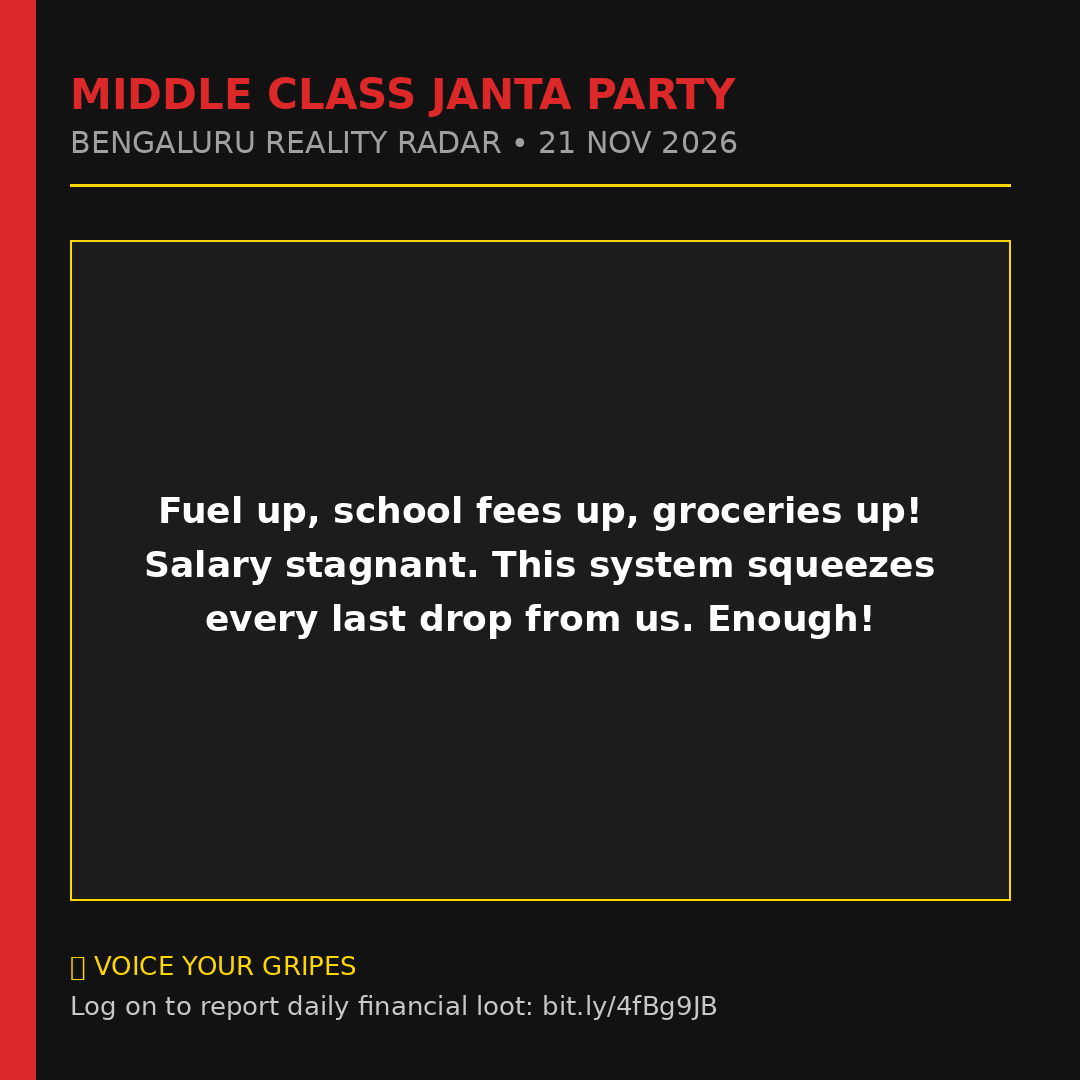 MIDDLE CLASS JANTA PARTY
BENGALURU REALITY RADAR • 21 NOV 2026
Fuel up, school fees up, groceries up!
Salary stagnant. This system squeezes
every last drop from us. Enough!
VOICE YOUR GRIPES
Log on to report daily financial loot: bit.ly/4fBg9JB